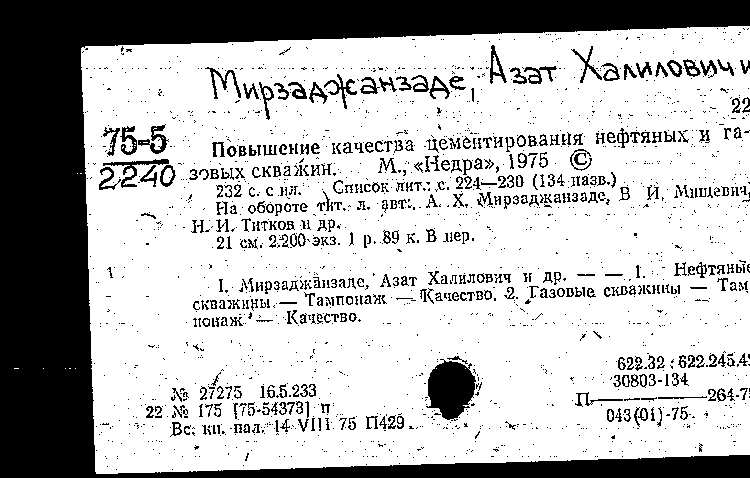 Мирзаджанзаде, Азат Халилович и
22
75-5
2240
Повышение качества цементирования нефтяных и га-
зовых скважин. М., «Недра», 1975 ©
232 с. с ил. Список лит.: с. 224—230 (134 назв.)
На обороте тит. л. авт.: А. Х. Мирзаджанзаде, В. И. Мищевич,
Н. И. Титков и др.
21 см. 2.200 экз. 1 р. 89 к. В пер.
1. Мирзаджанзаде, Азат Халилович и др. — — 1. Нефтяные
скважины — Тампонаж — Качество. 2. Газовые скважины — Там
понаж — Качество.
622.32 : 622.245.42
30803-134
П—————264-75
043(01)-75
№ 27275 16.5.233
22 № 175 [75-54373] п
Вс. кн. пал. 14 VIII 75 П429